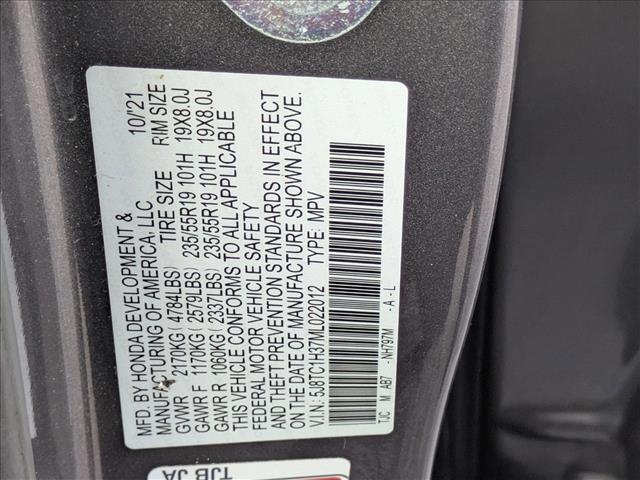 MFD. BY HONDA DEVELOPMENT & 10/'21
MANUFACTURING OF AMERICA, LLC TIRE SIZE RIM SIZE
GVWR 2170KG ( 4784LBS)
GAWR F 1170KG ( 2579LBS) 235/55R19 101H 19X8.0J
GAWR R 1060KG ( 2337LBS) 235/55R19 101H 19X8.0J
THIS VEHICLE CONFORMS TO ALL APPLICABLE
FEDERAL MOTOR VEHICLE SAFETY
AND THEFT PREVENTION STANDARDS IN EFFECT
ON THE DATE OF MANUFACTURE SHOWN ABOVE.
V.I.N.: 5J8TC1H37ML022012 TYPE: MPV
TJC M AB7 -NH797M -A-L
TJB JA